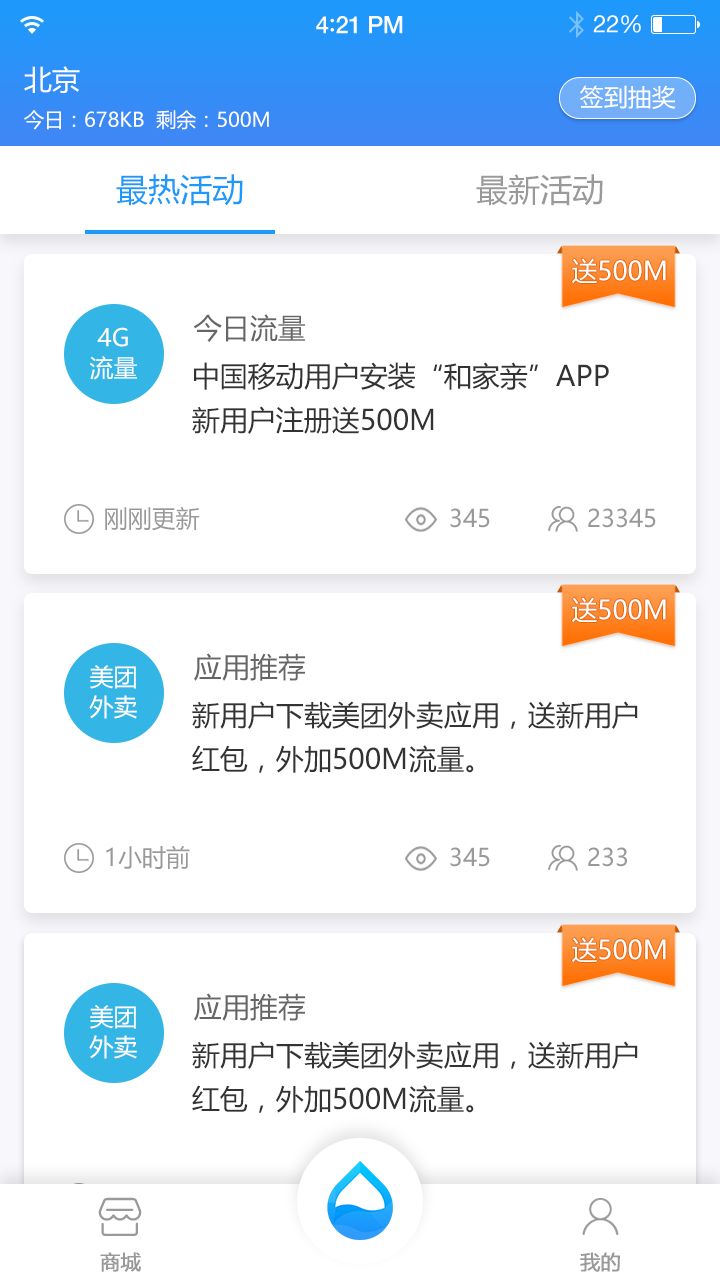 4:21 PM
22%
北京
今日：678KB 剩余：500M
签到抽奖
最热活动
最新活动
送500M
4G
流量
今日流量
中国移动用户安装“和家亲”APP
新用户注册送500M
刚刚更新
345
23345
送500M
美团
外卖
应用推荐
新用户下载美团外卖应用，送新用户
红包，外加500M流量。
1小时前
345
233
送500M
美团
外卖
应用推荐
新用户下载美团外卖应用，送新用户
红包，外加500M流量。
商城
我的